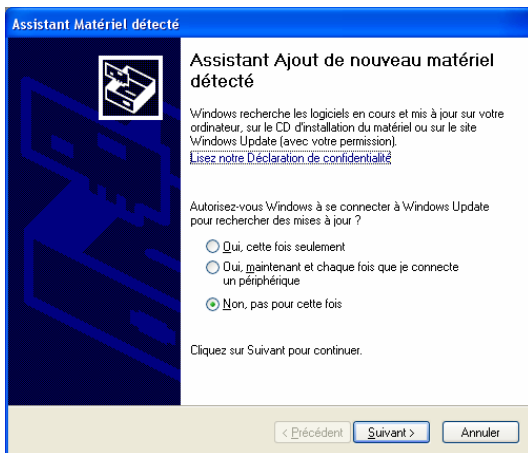 Assistant Matériel détecté
Assistant Ajout de nouveau matériel
détecté
Windows recherche les logiciels en cours et mis à jour sur votre
ordinateur, sur le CD d'installation du matériel ou sur le site
Windows Update (avec votre permission).
Lisez notre Déclaration de confidentialité
Autorisez-vous Windows à se connecter à Windows Update
pour rechercher des mises à jour ?
Oui, cette fois seulement
Oui, maintenant et chaque fois que je connecte
un périphérique
Non, pas pour cette fois
Cliquez sur Suivant pour continuer.
< Précédent Suivant > Annuler